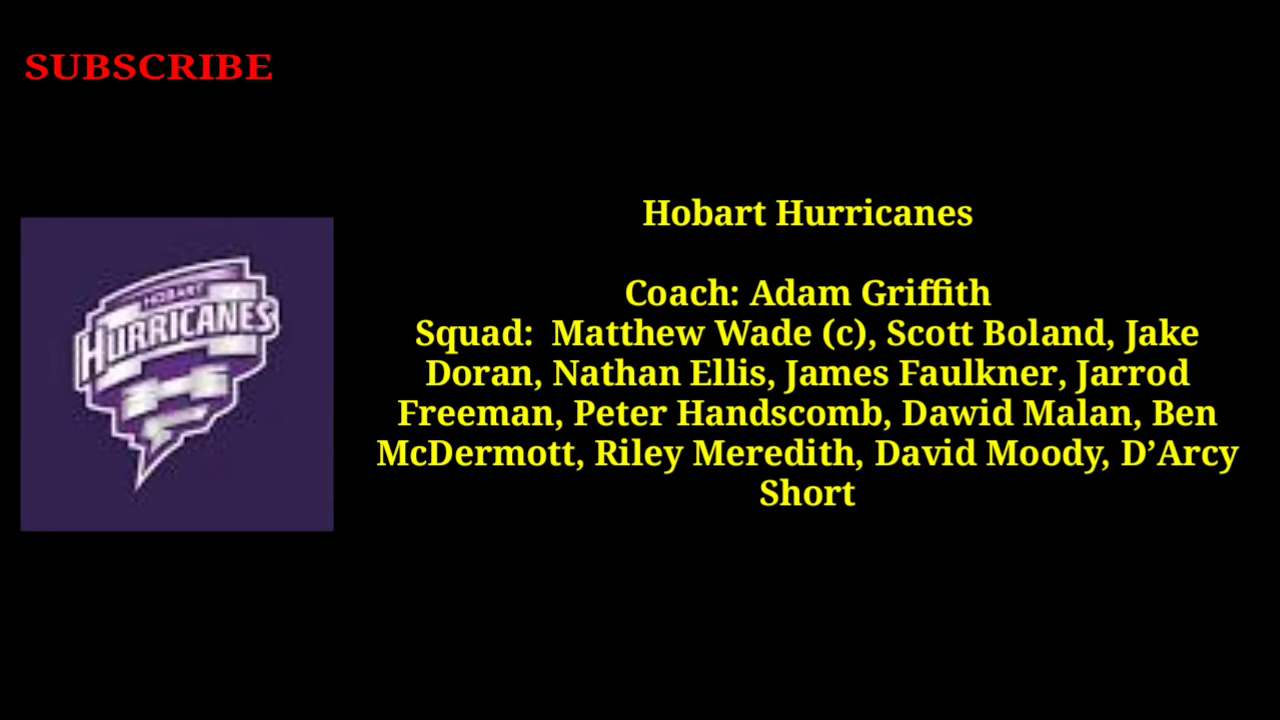 SUBSCRIBE
Hobart Hurricanes
Coach: Adam Griffith
Squad:  Matthew Wade (c), Scott Boland, Jake
Doran, Nathan Ellis, James Faulkner, Jarrod
Freeman, Peter Handscomb, Dawid Malan, Ben
McDermott, Riley Meredith, David Moody, D’Arcy
Short
HOBART
HURRICANES